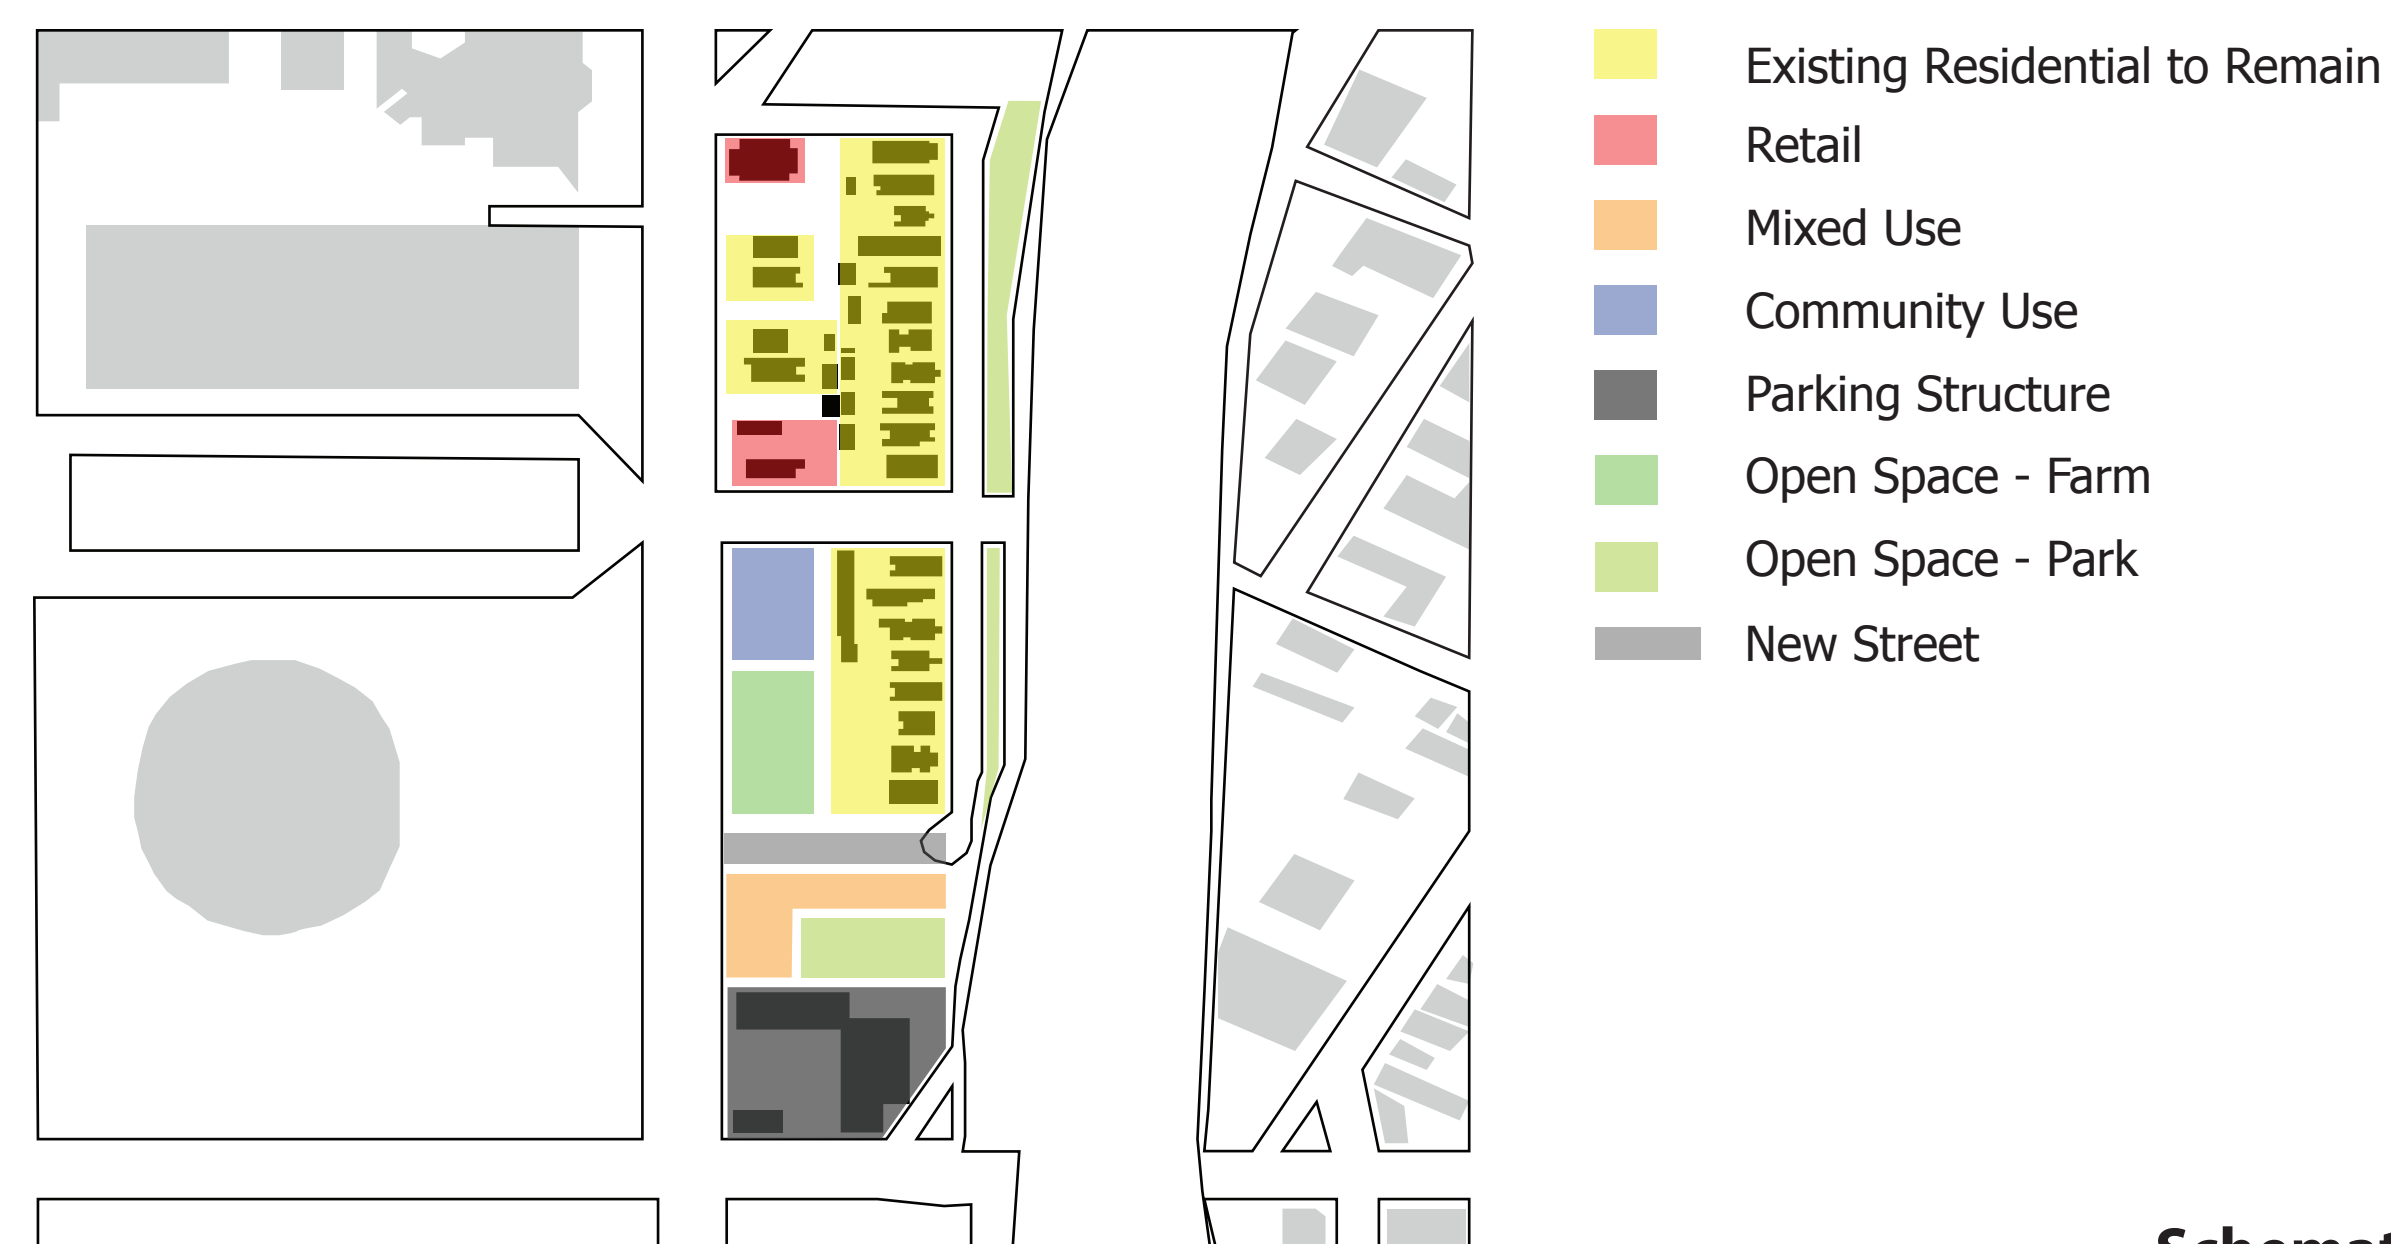 Existing Residential to Remain
Retail
Mixed Use
Community Use
Parking Structure
Open Space - Farm
Open Space - Park
New Street